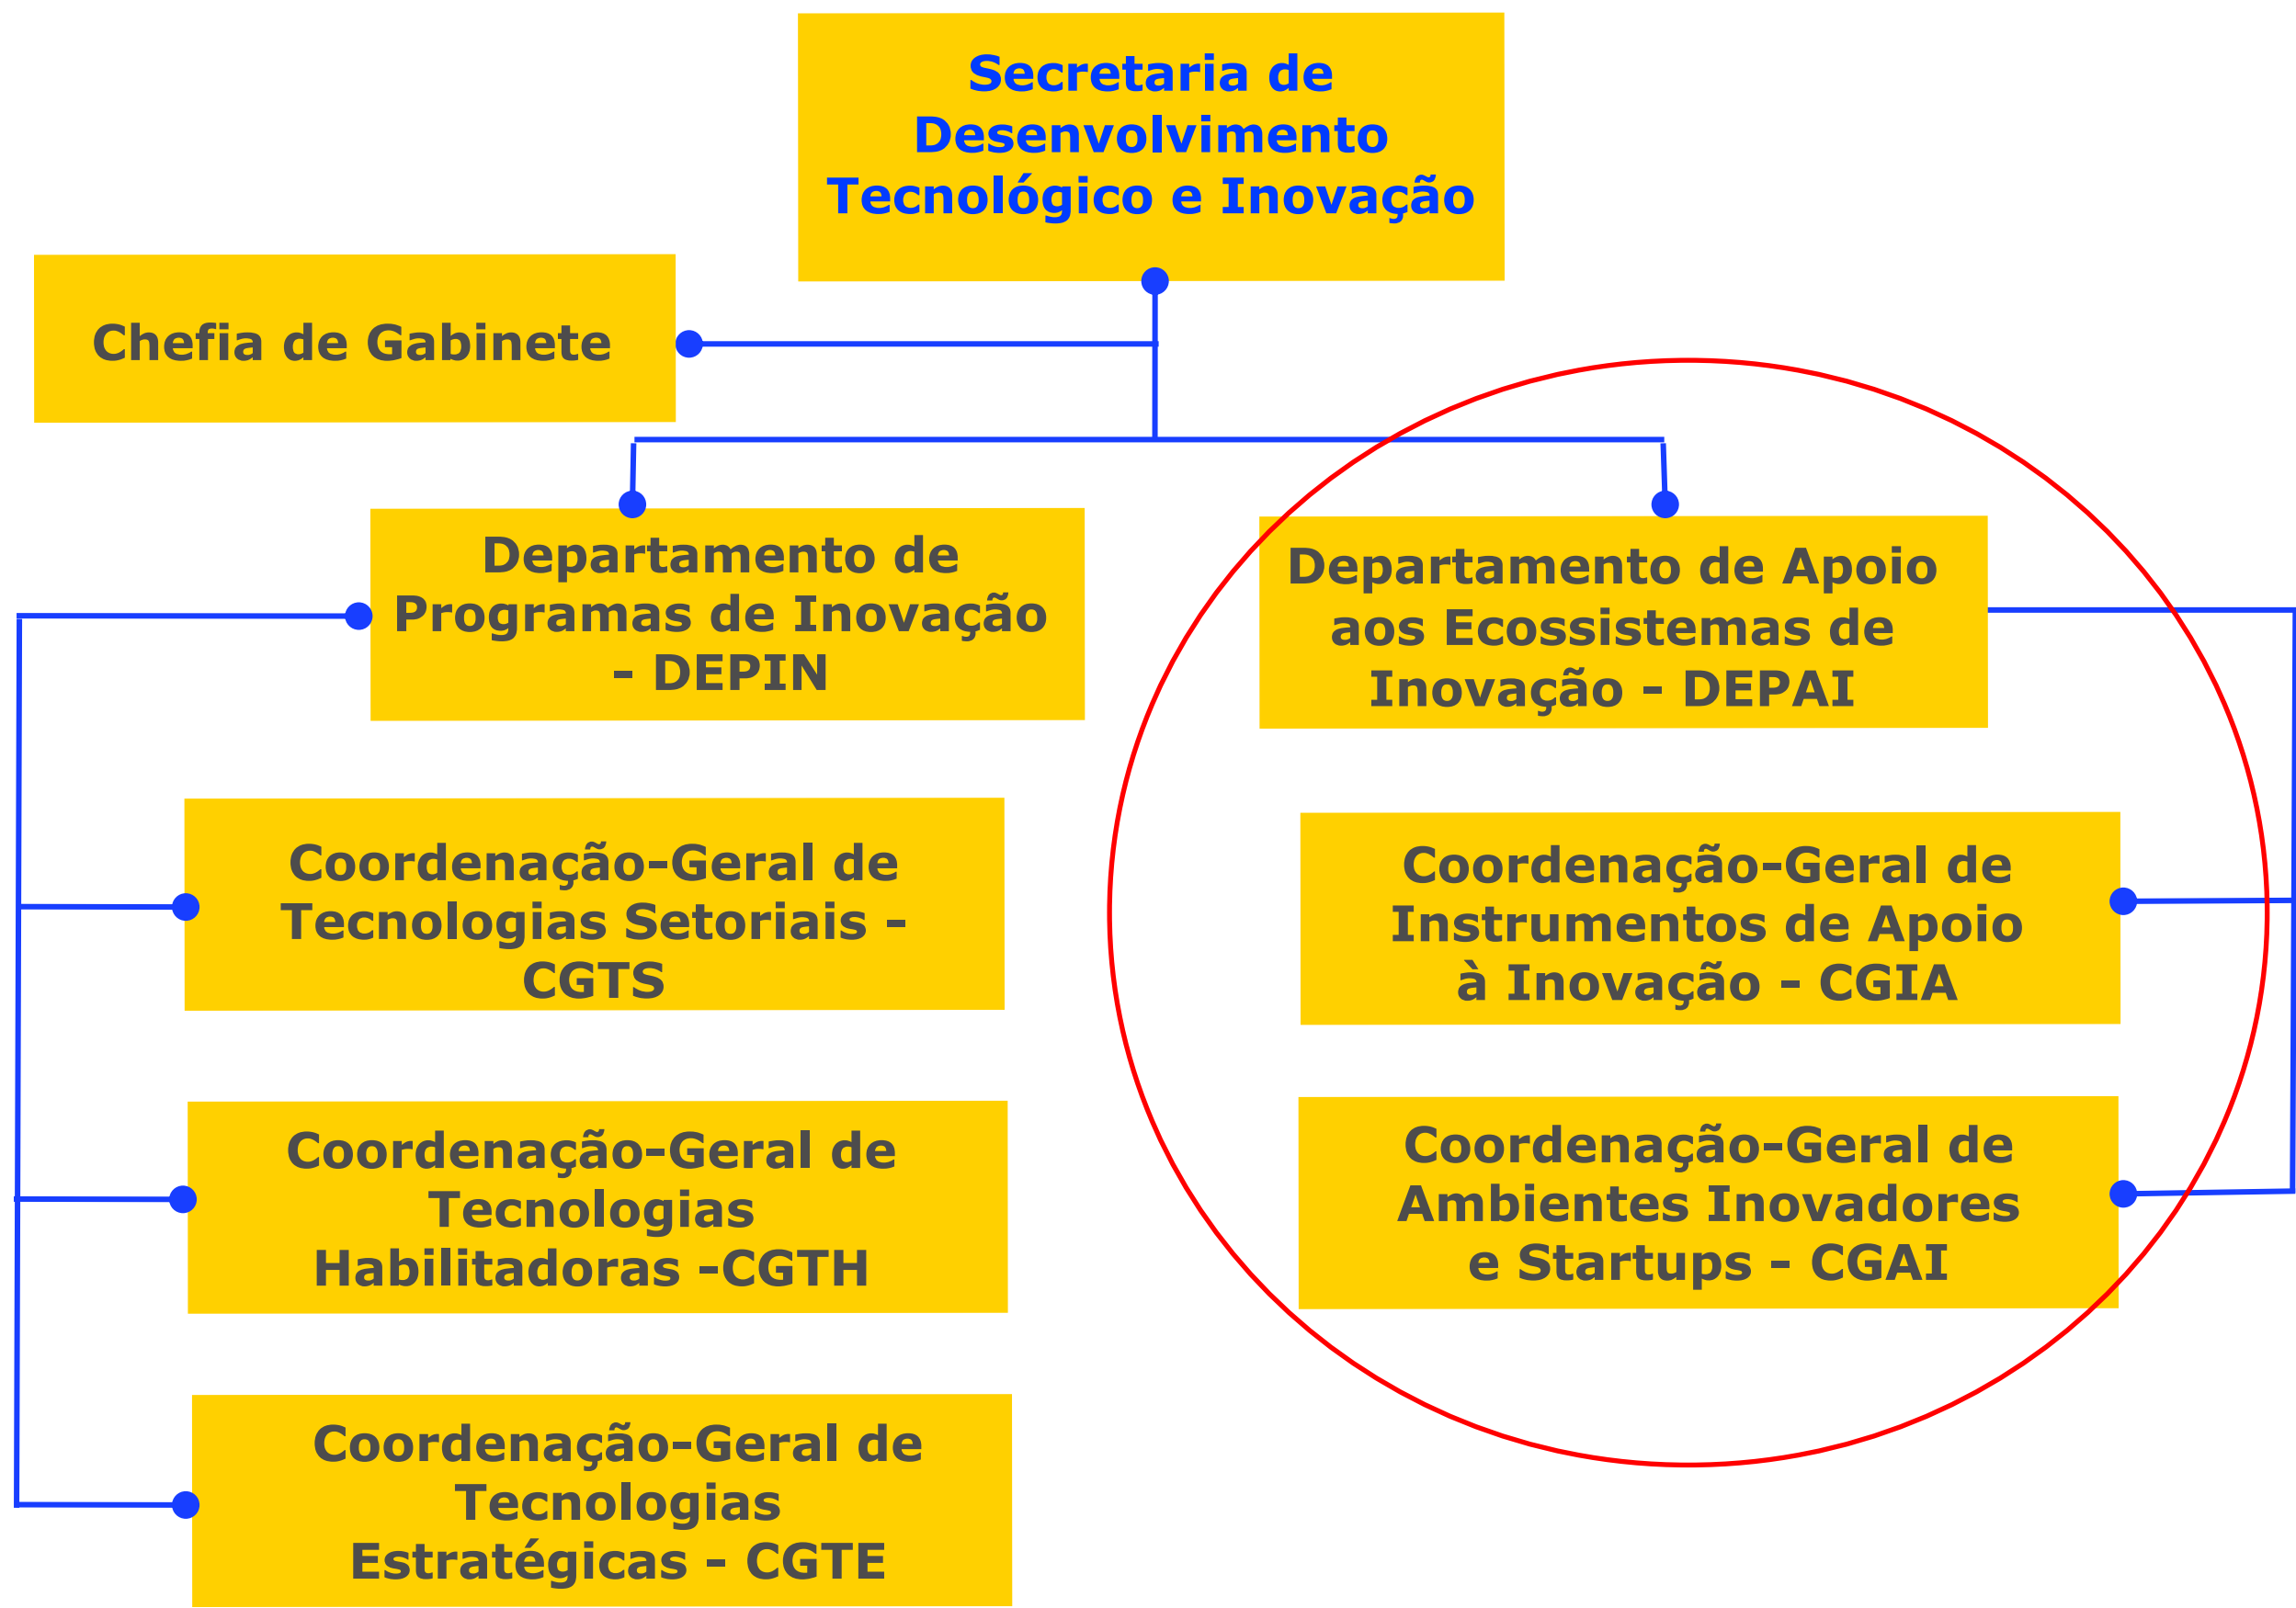 Secretaria de
Desenvolvimento
Tecnológico e Inovação
Chefia de Gabinete
Departamento de
Programas de Inovação
- DEPIN
Departamento de Apoio
aos Ecossistemas de
Inovação - DEPAI
Coordenação-Geral de
Tecnologias Setoriais –
CGTS
Coordenação-Geral de
Instrumentos de Apoio
à Inovação - CGIA
Coordenação-Geral de
Tecnologias
Habilitadoras -CGTH
Coordenação-Geral de
Ambientes Inovadores
e Startups - CGAI
Coordenação-Geral de
Tecnologias
Estratégicas - CGTE